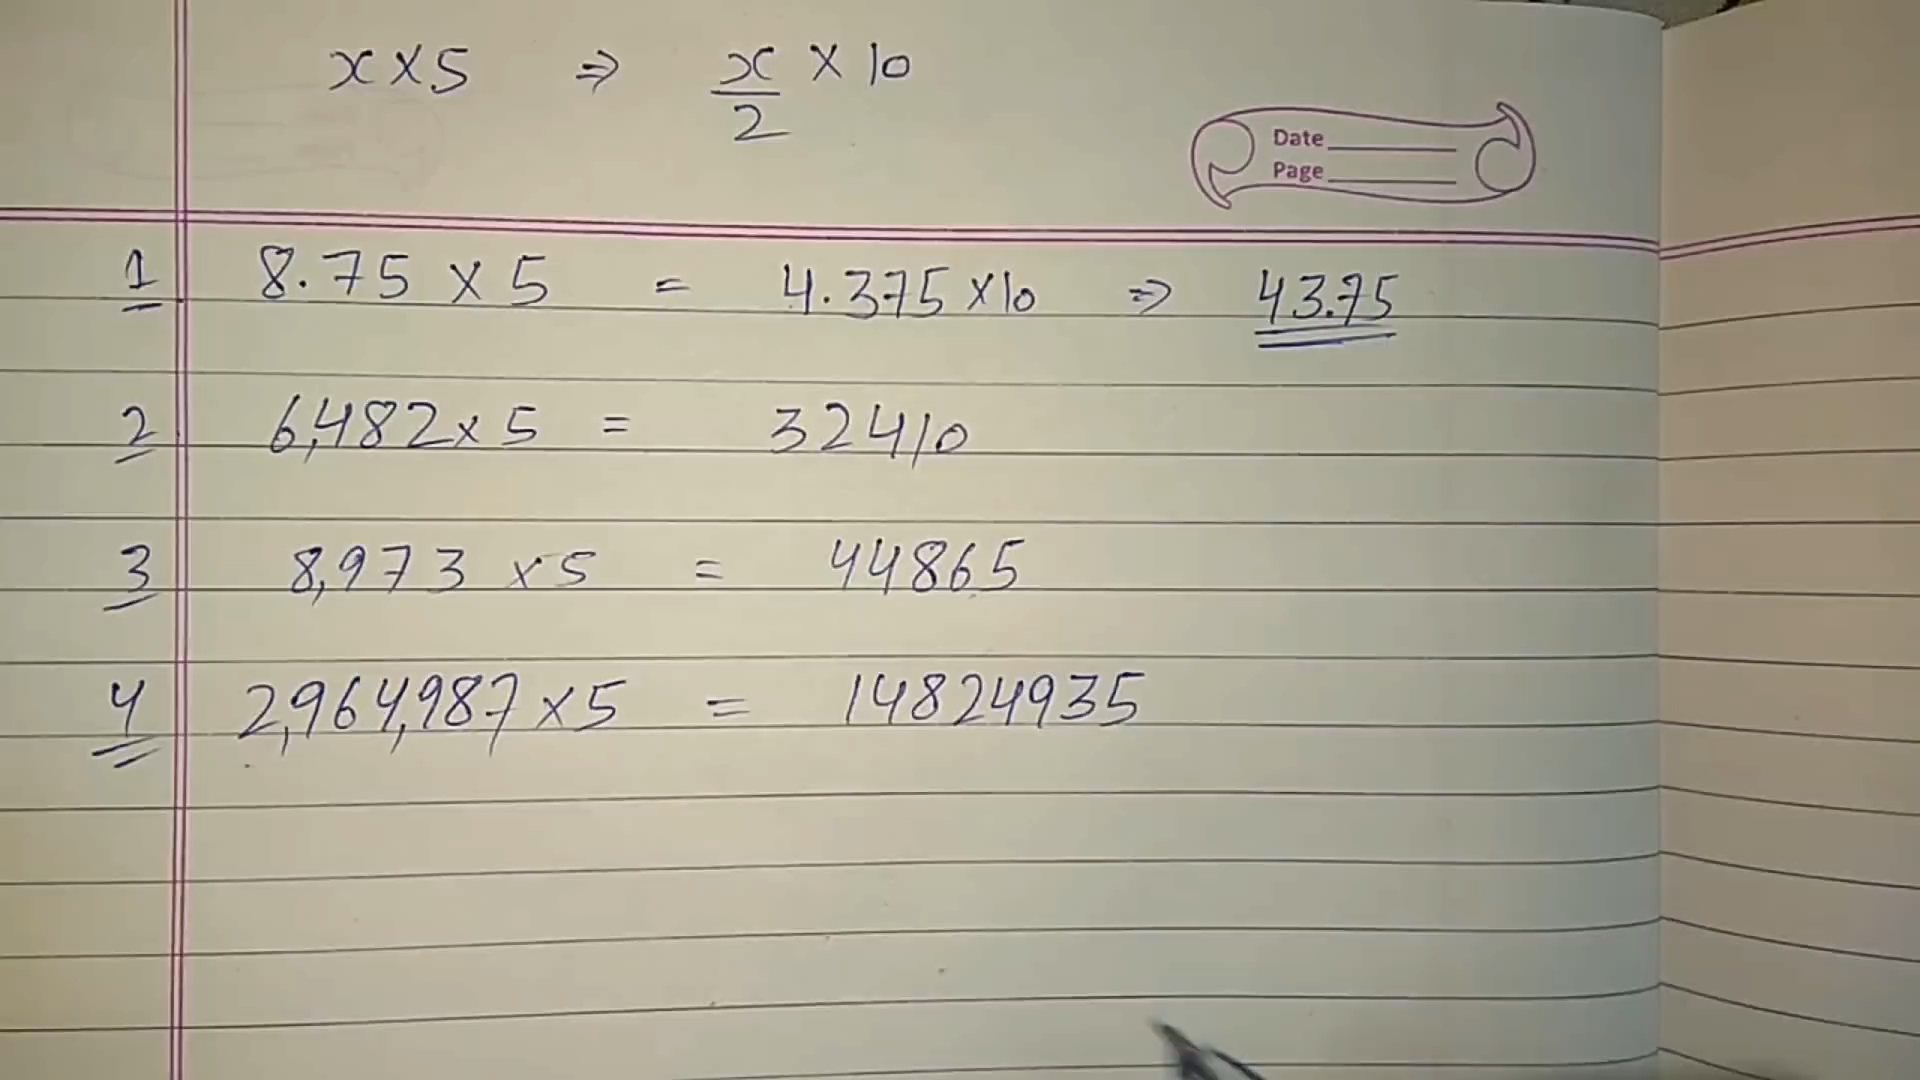 x × 5 ⇒ x/2 × 10
Date
Page
1 8.75 × 5 = 4.375 × 10 ⇒ 43.75
2 6,482 × 5 = 32410
3 8,973 × 5 = 44865
4 2,964,987 × 5 = 14824935